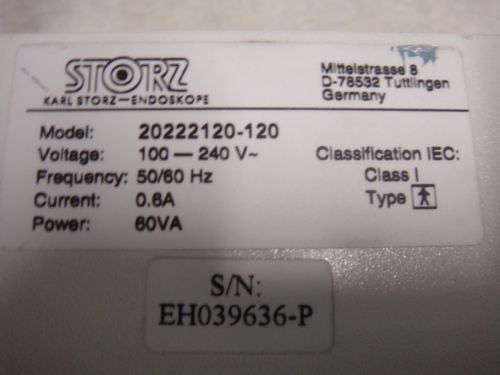 STORZ
KARL STORZ—ENDOSKOPE
Mittelstrasse 8
D-78532 Tuttlingen
Germany
Model: 20222120-120
Voltage: 100 — 240 V~
Frequency: 50/60 Hz
Current: 0.6A
Power: 60VA
Classification IEC:
Class I
Type
S/N:
EH039636-P